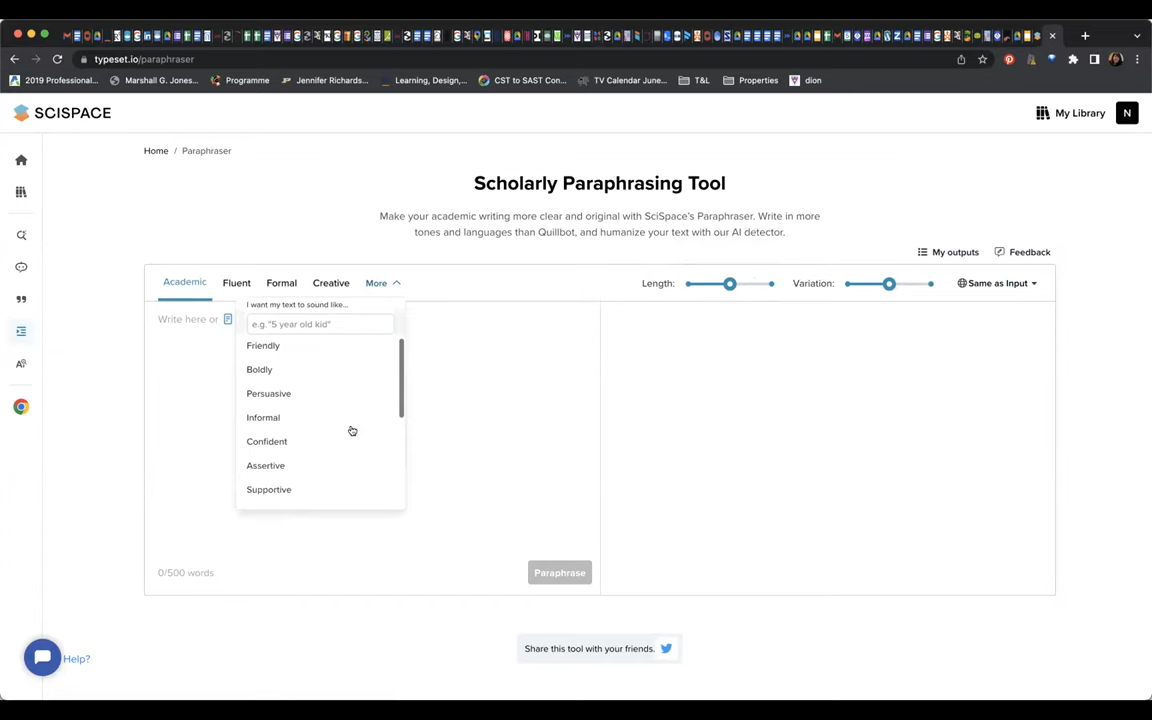 typeset.io/paraphraser
2019 Professional...
Marshall G. Jones...
Programme
Jennifer Richards...
Learning, Design,...
CST to SAST Con...
TV Calendar June...
T&L
Properties
dion
SCISPACE
My Library
N
Home / Paraphraser
Scholarly Paraphrasing Tool
Make your academic writing more clear and original with SciSpace's Paraphraser. Write in more
tones and languages than Quillbot, and humanize your text with our AI detector.
My outputs
Feedback
Academic
Fluent
Formal
Creative
More
Length:
Variation:
Same as Input
I want my text to sound like...
Write here or
e.g."5 year old kid"
Friendly
Boldly
Persuasive
Informal
Confident
Assertive
Supportive
0/500 words
Paraphrase
Share this tool with your friends.
Help?